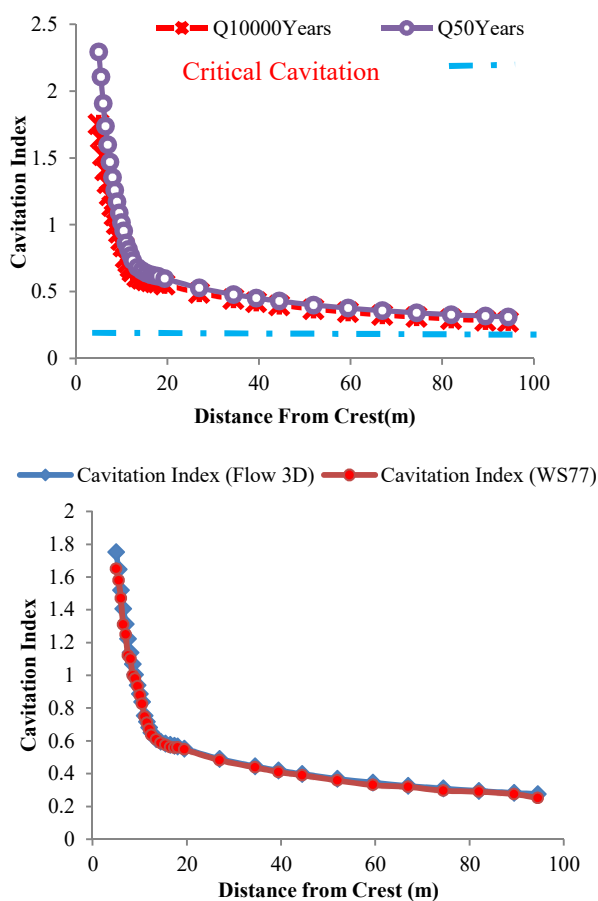 Q10000Years Q50Years
Critical Cavitation
2.5
2
1.5
1
0.5
0
Cavitation Index
0 20 40 60 80 100
Distance From Crest(m)
Cavitation Index (Flow 3D) Cavitation Index (WS77)
2
1.8
1.6
1.4
1.2
1
0.8
0.6
0.4
0.2
0
Cavitation Index
0 20 40 60 80 100
Distance from Crest (m)